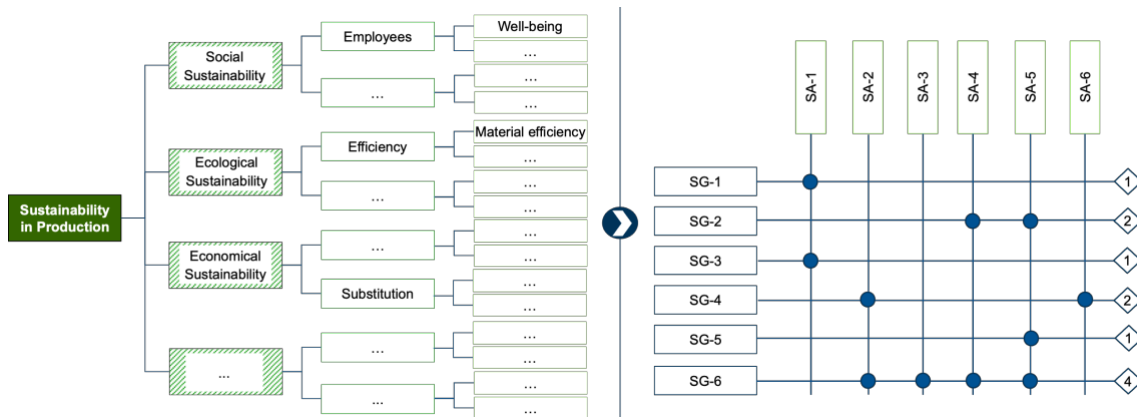 Sustainability
in Production
Social
Sustainability
Employees
Well-being
...
...
...
...
Ecological
Sustainability
Efficiency
Material efficiency
...
...
...
...
Economical
Sustainability
...
...
...
Substitution
...
...
...
...
...
...
...
...
...
SA-1
SA-2
SA-3
SA-4
SA-5
SA-6
SG-1
1
SG-2
2
SG-3
1
SG-4
2
SG-5
1
SG-6
4